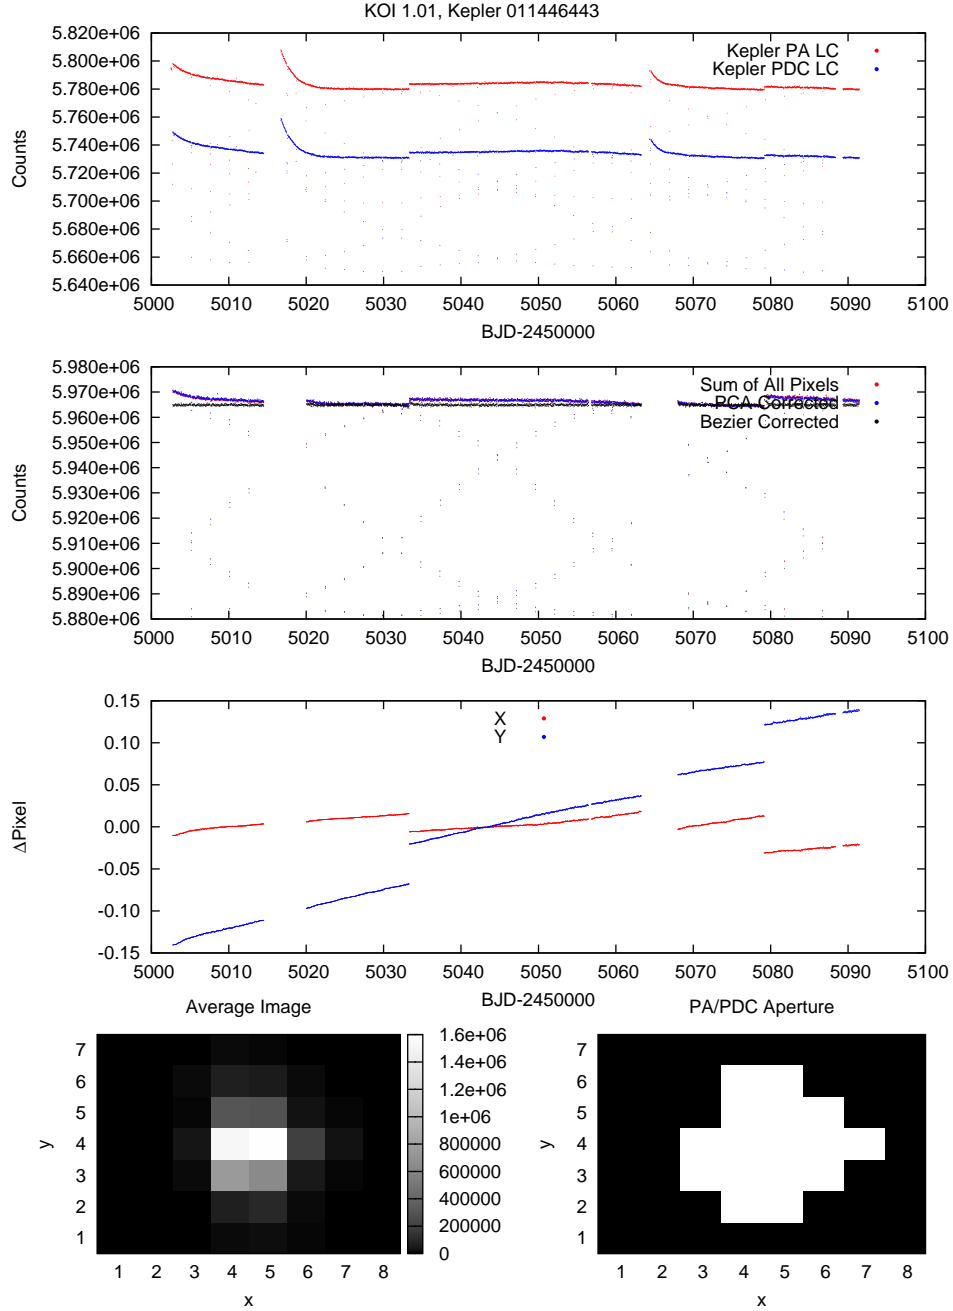 KOI 1.01, Kepler 011446443
5.820e+06
5.800e+06
5.780e+06
5.760e+06
5.740e+06
5.720e+06
5.700e+06
5.680e+06
5.660e+06
5.640e+06
Counts
Kepler PA LC
Kepler PDC LC
5000 5010 5020 5030 5040 5050 5060 5070 5080 5090 5100
BJD-2450000
5.980e+06
5.970e+06
5.960e+06
5.950e+06
5.940e+06
5.930e+06
5.920e+06
5.910e+06
5.900e+06
5.890e+06
5.880e+06
Counts
Sum of All Pixels
PCA Corrected
Bezier Corrected
5000 5010 5020 5030 5040 5050 5060 5070 5080 5090 5100
BJD-2450000
0.15
0.10
0.05
0.00
-0.05
-0.10
-0.15
ΔPixel
X
Y
5000 5010 5020 5030 5040 5050 5060 5070 5080 5090 5100
BJD-2450000
Average Image
7
6
5
4
3
2
1
y
1 2 3 4 5 6 7 8
x
1.6e+06
1.4e+06
1.2e+06
1e+06
800000
600000
400000
200000
0
PA/PDC Aperture
7
6
5
4
3
2
1
y
1 2 3 4 5 6 7 8
x